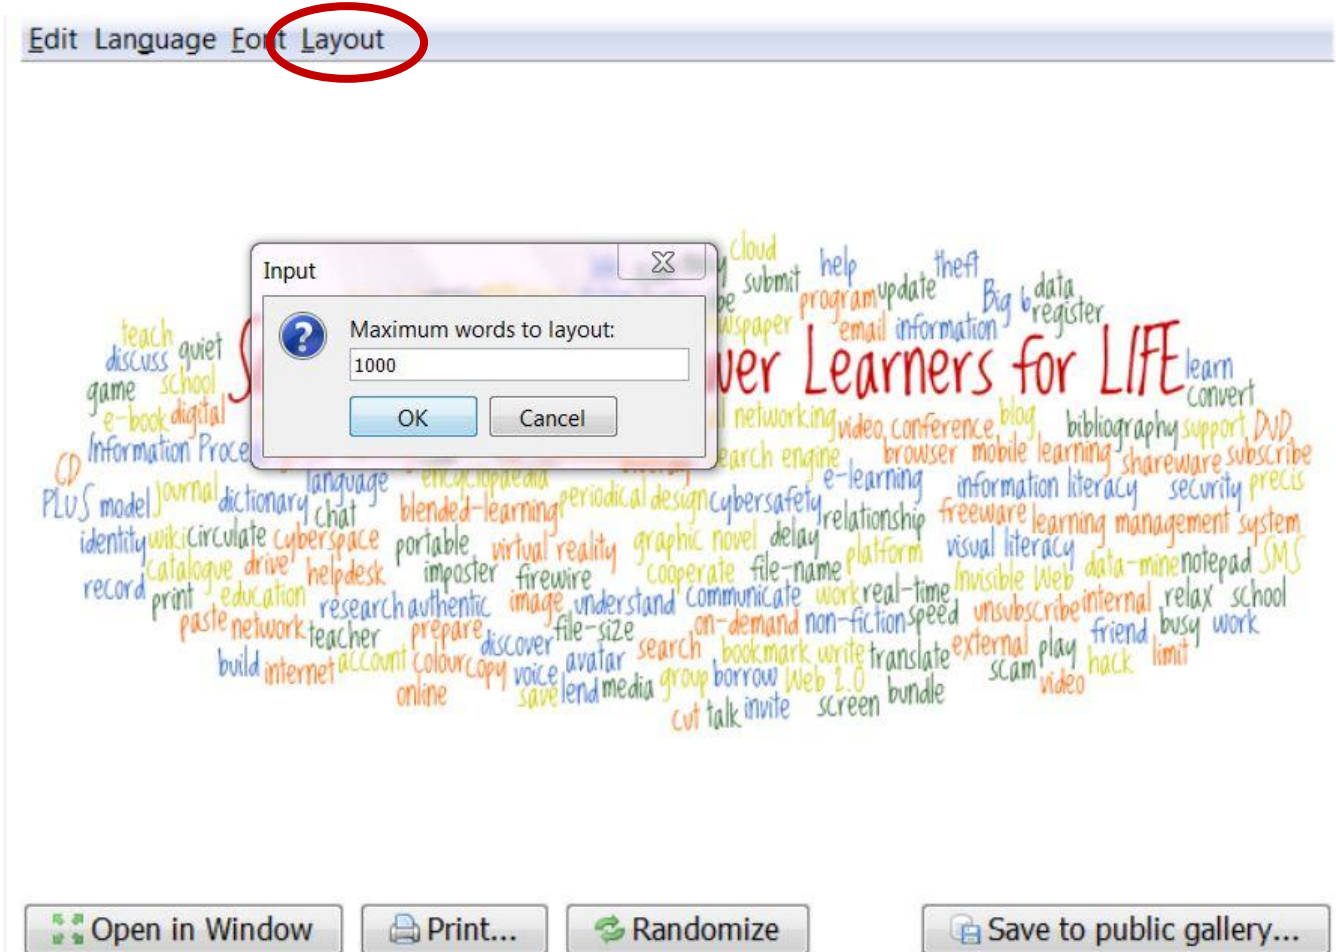 Edit Language Font Layout
Input
Maximum words to layout:
1000
OK Cancel
cloud
submit help theft
program update Big 6 data
register
email information
teach
discuss quiet
ver Learners for LIFE learn
game school
convert
e-book digital
networking video conference blog bibliography support DVD
Information
search engine browser mobile learning shareware subscribe
CD
language encyclopaedia e-learning information literacy security precis
PLUS model journal dictionary chat blended-learning periodical design cybersafety relationship freeware learning management system
identity wiki circulate cyberspace portable virtual reality graphic novel delay platform visual literacy data-mine notepad SMS
catalogue drive helpdesk imposter firewire cooperate file-name Invisible Web
record print education research authentic image understand communicate work real-time unsubscribe internal relax school
paste network teacher prepare discover file-size search on-demand non-fiction speed external play friend busy work
build internet account colour copy voice avatar bookmark write translate scam hack limit
online save lend media group borrow Web 2.0 bundle video
cut talk invite screen
Open in Window Print... Randomize Save to public gallery...